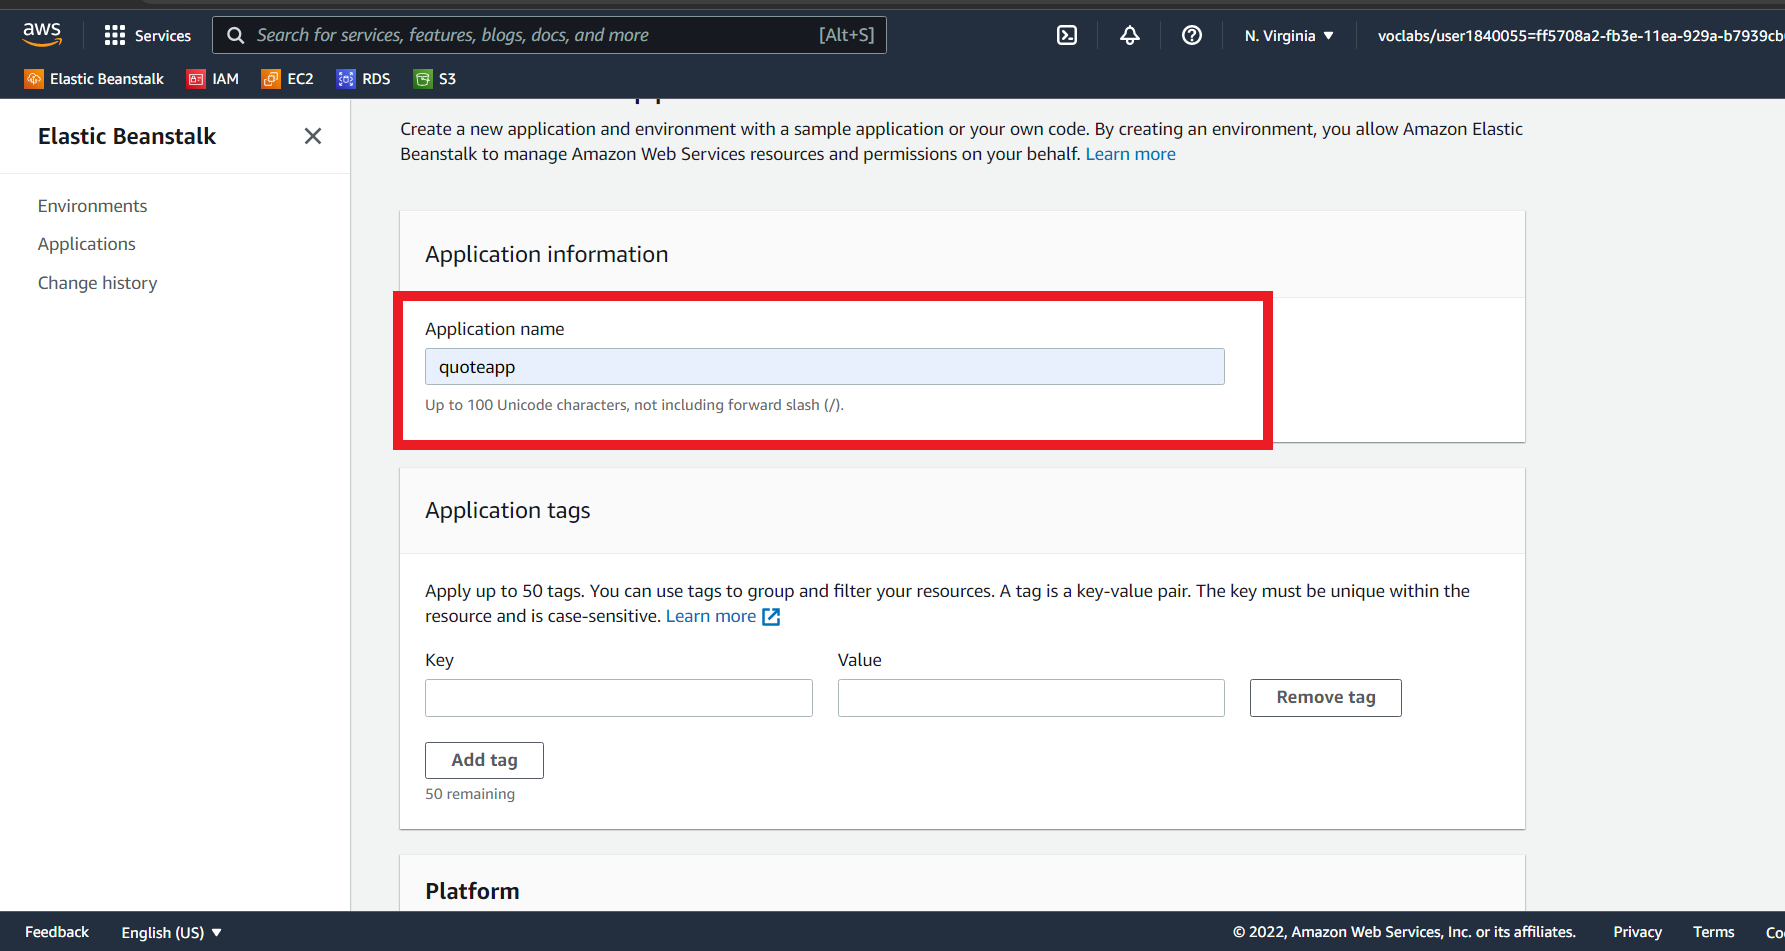 aws
Services
Search for services, features, blogs, docs, and more
[Alt+S]
N. Virginia
voclabs/user1840055=ff5708a2-fb3e-11ea-929a-b7939cb
Elastic Beanstalk
IAM
EC2
RDS
S3
Elastic Beanstalk
Environments
Applications
Change history
Create a new application and environment with a sample application or your own code. By creating an environment, you allow Amazon Elastic
Beanstalk to manage Amazon Web Services resources and permissions on your behalf. Learn more
Application information
Application name
quoteapp
Up to 100 Unicode characters, not including forward slash (/).
Application tags
Apply up to 50 tags. You can use tags to group and filter your resources. A tag is a key-value pair. The key must be unique within the
resource and is case-sensitive. Learn more
Key
Value
Remove tag
Add tag
50 remaining
Platform
Feedback
English (US)
© 2022, Amazon Web Services, Inc. or its affiliates.
Privacy
Terms